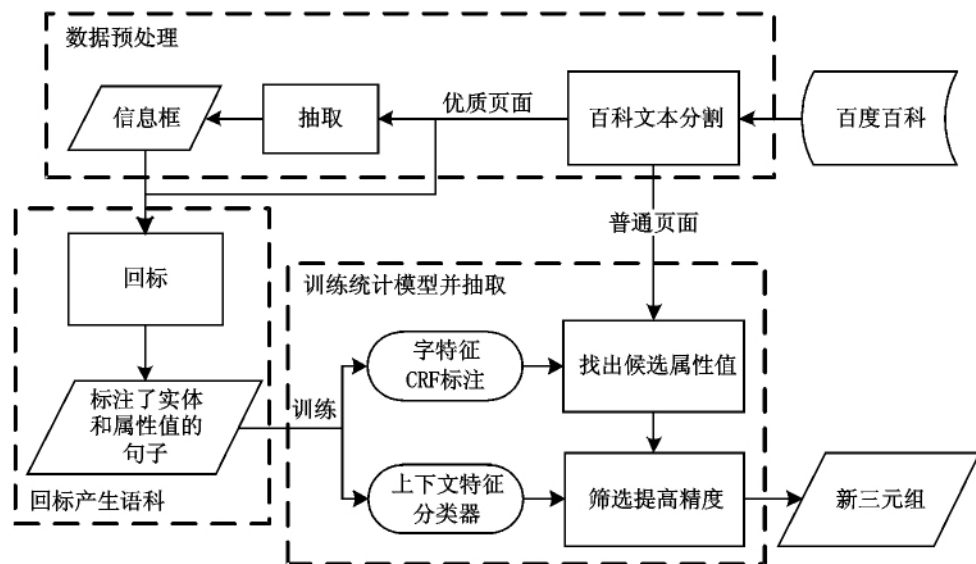 数据预处理
信息框
抽取
优质页面
百科文本分割
百度百科
普通页面
回标
训练统计模型并抽取
字特征
CRF标注
找出候选属性值
标注了实体
和属性值的
句子
训练
回标产生语科
上下文特征
分类器
筛选提高精度
新三元组